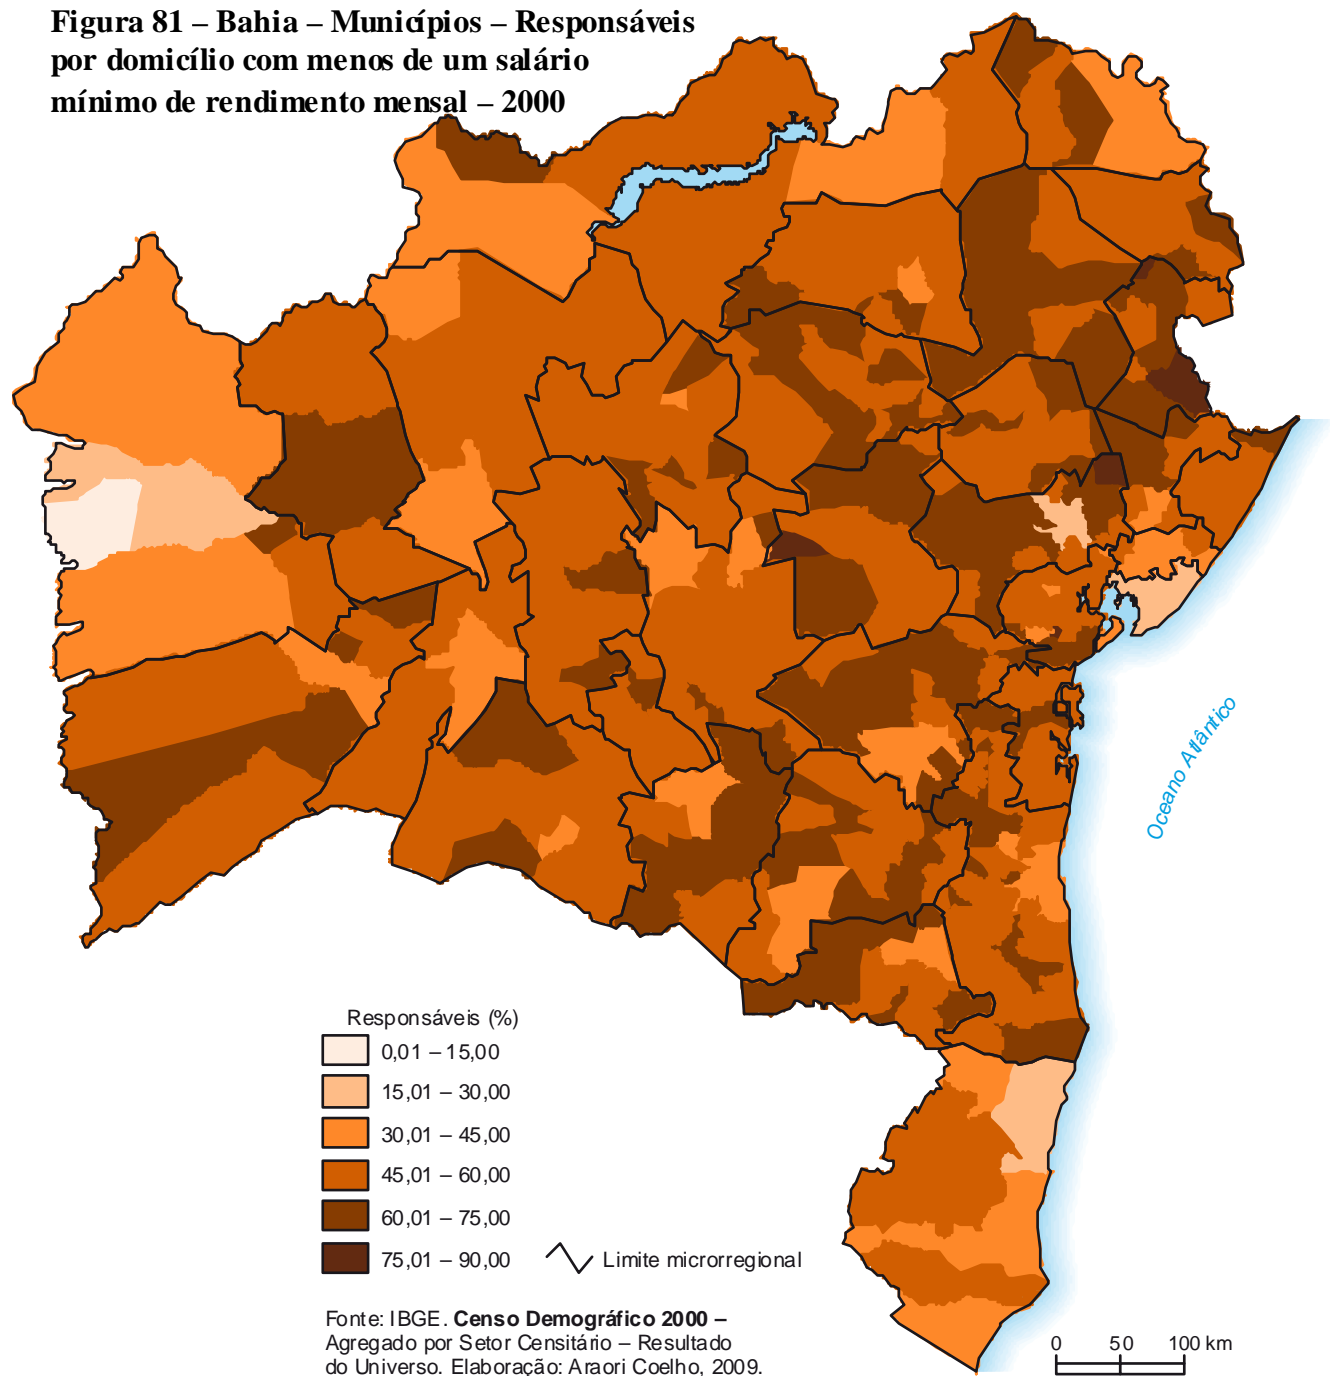 Figura 81 – Bahia – Municípios – Responsáveis
por domicílio com menos de um salário
mínimo de rendimento mensal – 2000
Oceano Atlântico
Responsáveis (%)
0,01 – 15,00
15,01 – 30,00
30,01 – 45,00
45,01 – 60,00
60,01 – 75,00
75,01 – 90,00
Limite microrregional
Fonte: IBGE. Censo Demográfico 2000 –
Agregado por Setor Censitário – Resultado
do Universo. Elaboração: Araori Coelho, 2009.
0 50 100 km